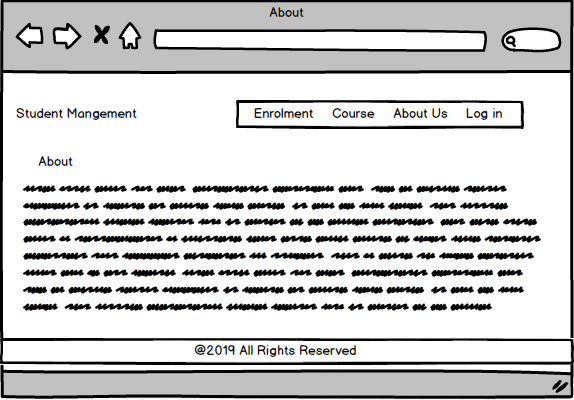 About
Student Mangement
Enrolment Course About Us Log in
About
@2019 All Rights Reserved